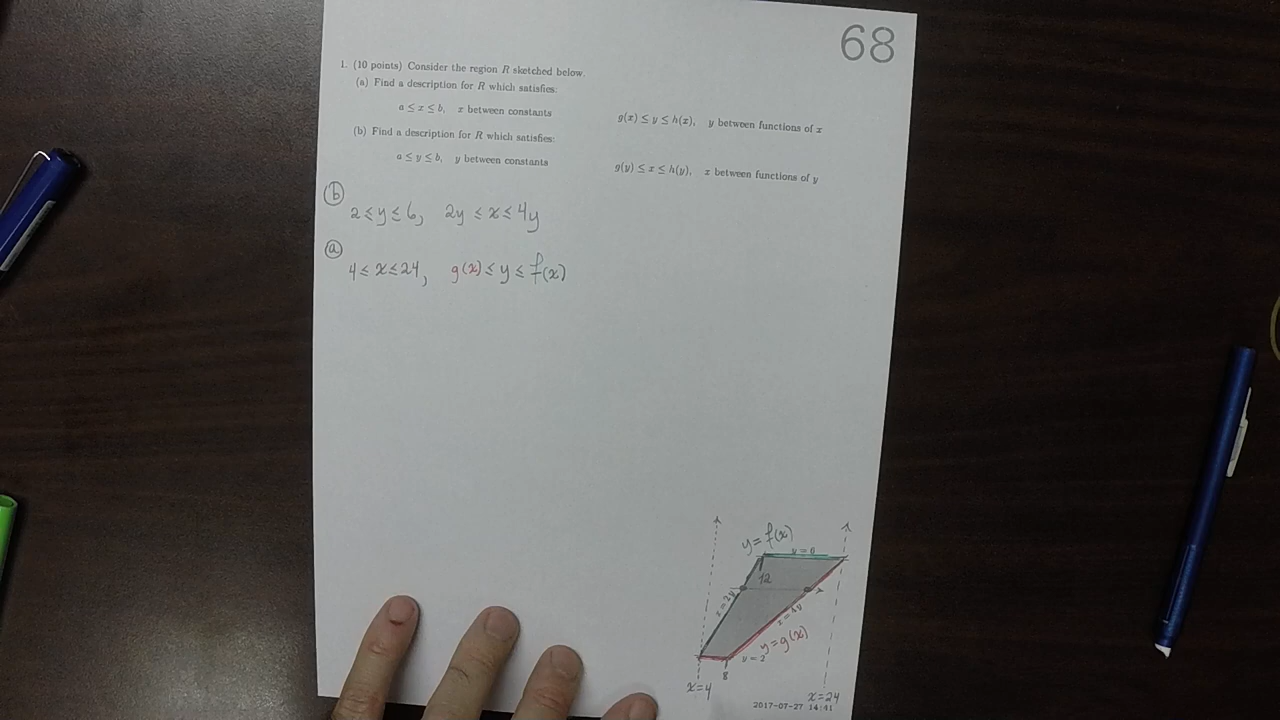 68
1. (10 points) Consider the region R sketched below.
(a) Find a description for R which satisfies:
a ≤ x ≤ b, x between constants g(x) ≤ y ≤ h(x), y between functions of x
(b) Find a description for R which satisfies:
a ≤ y ≤ b, y between constants g(y) ≤ x ≤ h(y), x between functions of y
ⓑ
2 ≤ y ≤ 6, 2y ≤ x ≤ 4y
ⓐ
4 ≤ x ≤ 24, g(x) ≤ y ≤ f(x)
y = f(x)
y = 6
12
x = 2y
x = 4y
y = g(x)
y = 2
8
x=4
x=24
2017-07-27 14:41